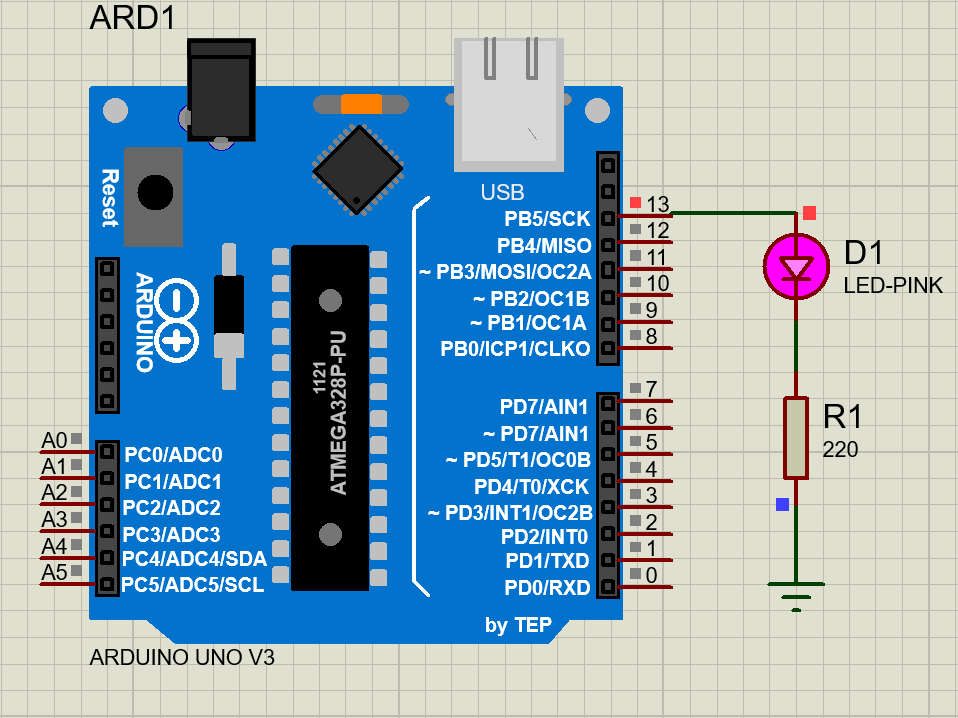 ARD1
Reset
USB
13
PB5/SCK
12
PB4/MISO
11
~ PB3/MOSI/OC2A
10
~ PB2/OC1B
9
~ PB1/OC1A
8
PB0/ICP1/CLKO
D1
LED-PINK
ARDUINO
1121
ATMEGA328P-PU
7
PD7/AIN1
6
~ PD7/AIN1
5
~ PD5/T1/OC0B
4
PD4/T0/XCK
3
~ PD3/INT1/OC2B
2
PD2/INT0
1
PD1/TXD
0
PD0/RXD
R1
220
A0
PC0/ADC0
A1
PC1/ADC1
A2
PC2/ADC2
A3
PC3/ADC3
A4
PC4/ADC4/SDA
A5
PC5/ADC5/SCL
by TEP
ARDUINO UNO V3